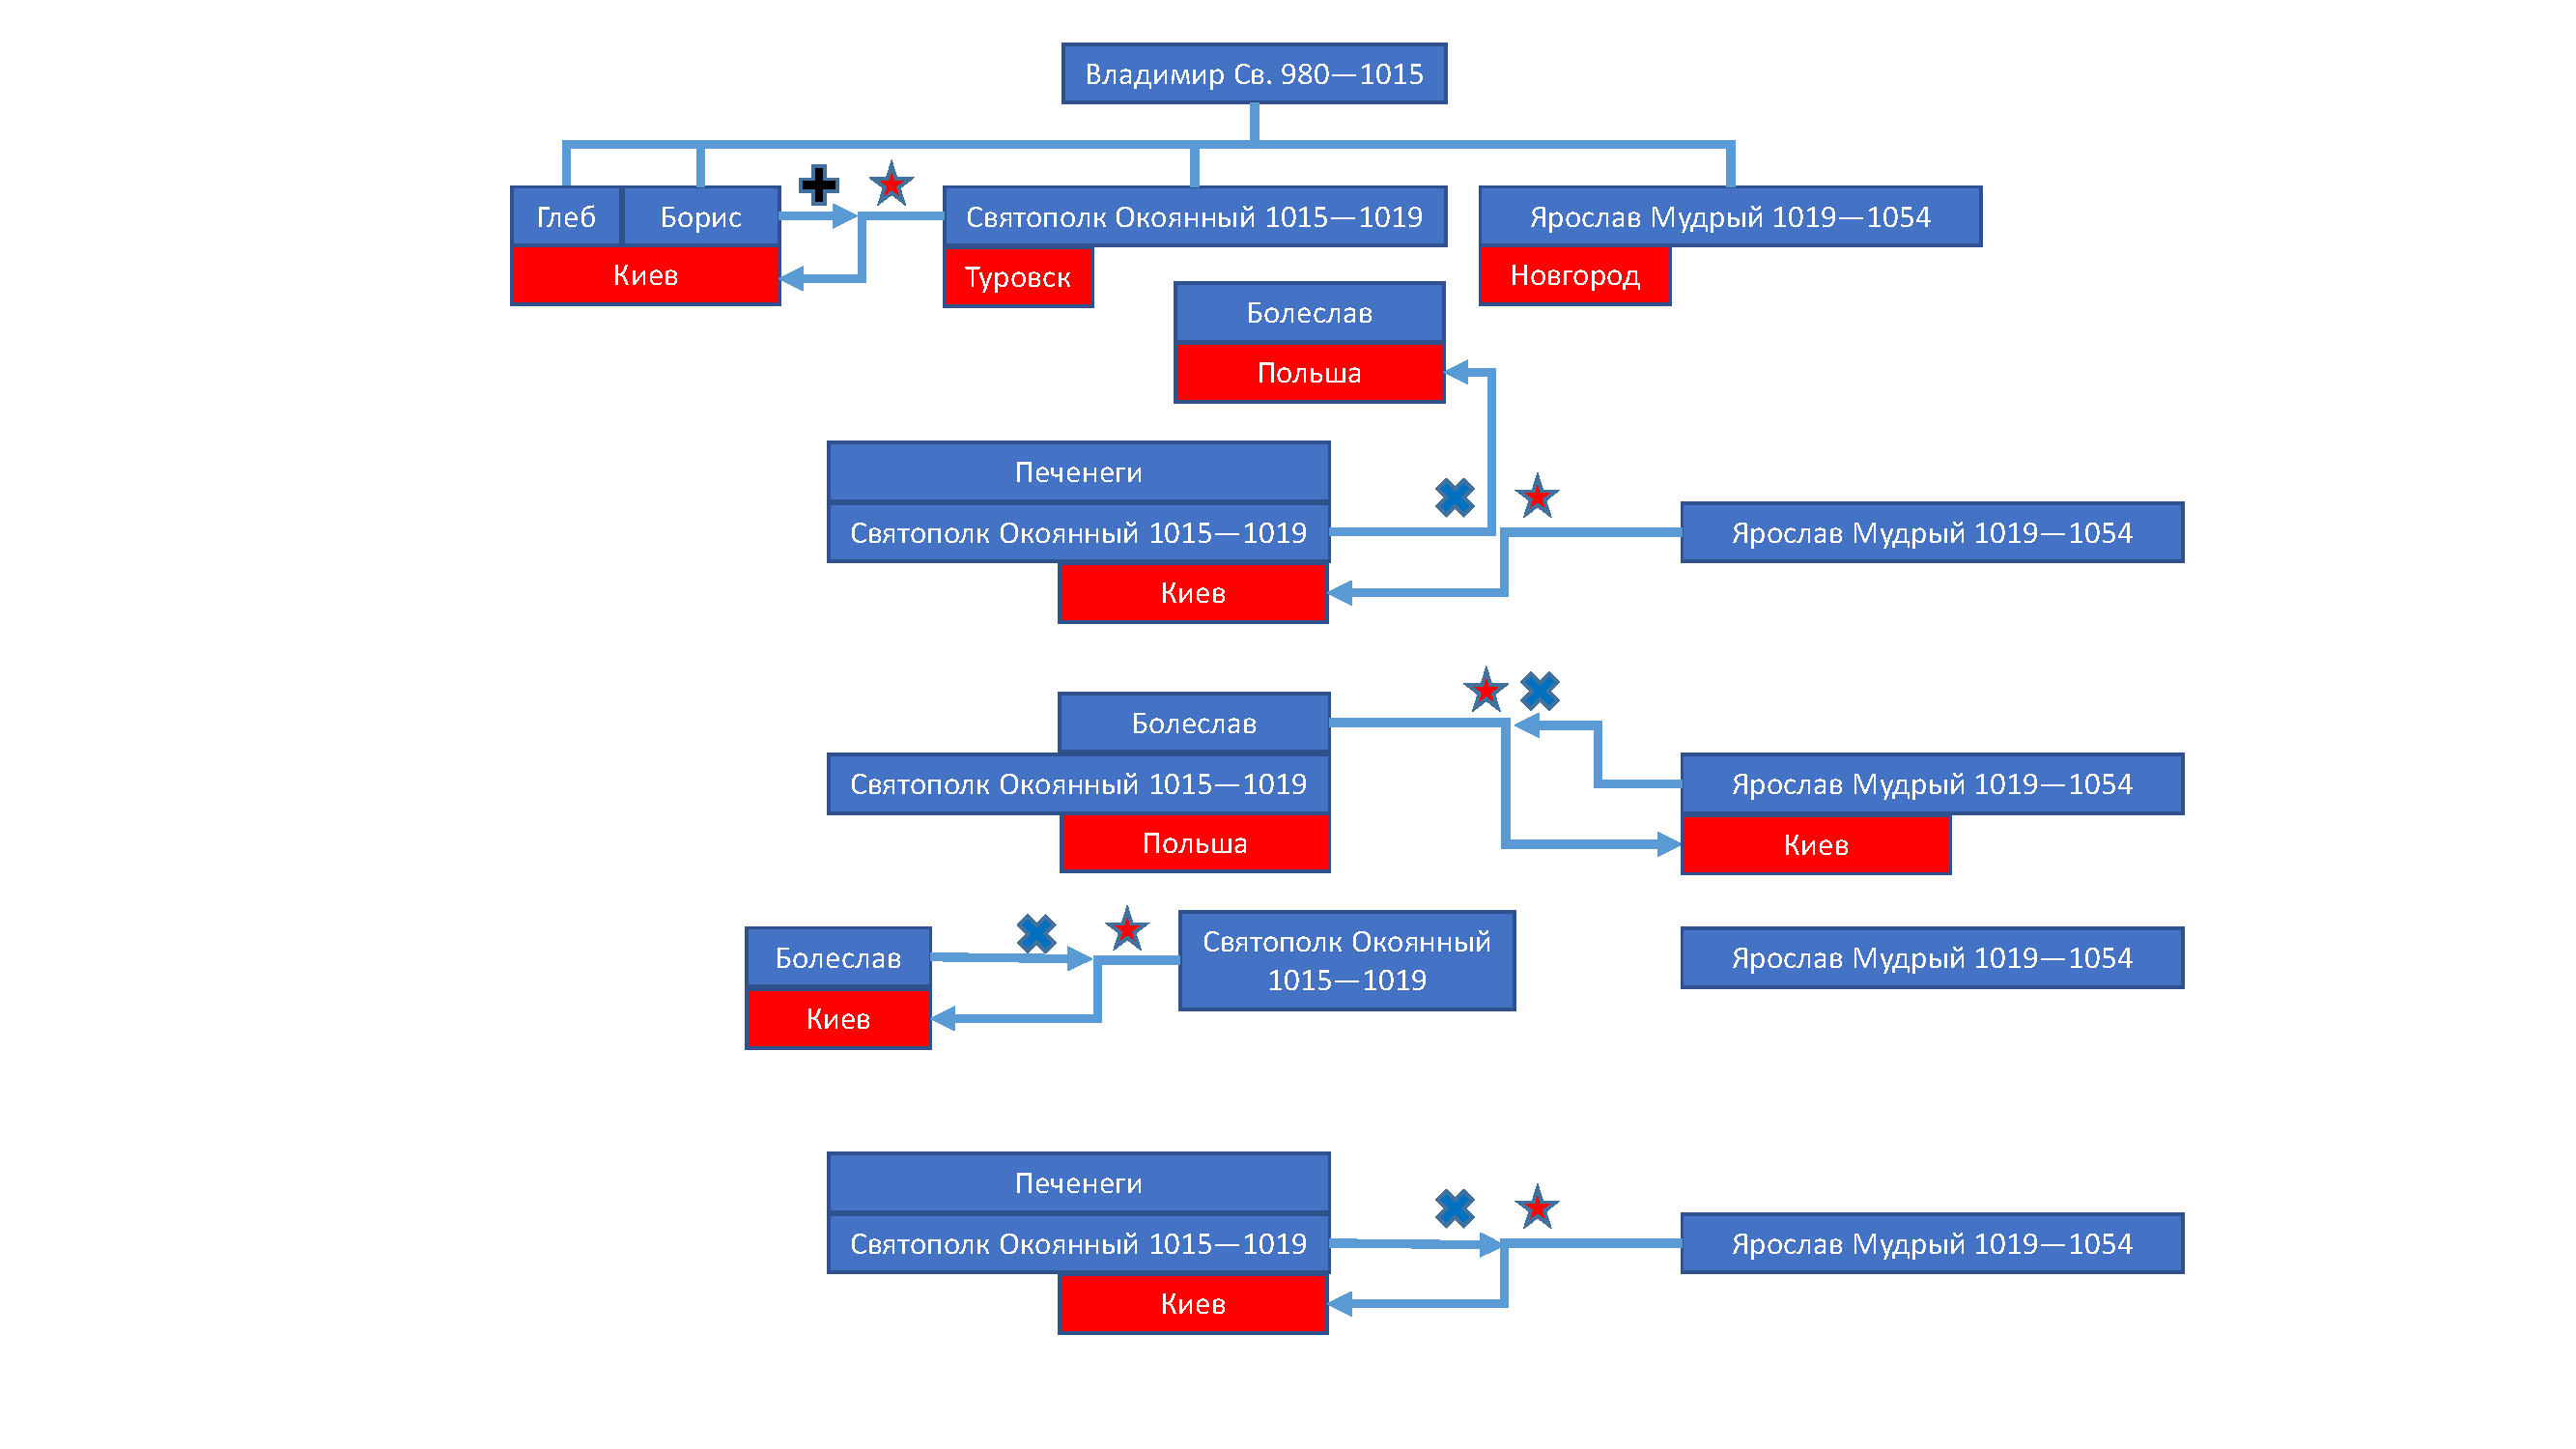 Владимир Св. 980—1015
Глеб
Борис
Святополк Окоянный 1015—1019
Ярослав Мудрый 1019—1054
Киев
Туровск
Новгород
Болеслав
Польша
Печенеги
Святополк Окоянный 1015—1019
Ярослав Мудрый 1019—1054
Киев
Болеслав
Святополк Окоянный 1015—1019
Ярослав Мудрый 1019—1054
Польша
Киев
Болеслав
Святополк Окоянный
1015—1019
Ярослав Мудрый 1019—1054
Киев
Печенеги
Святополк Окоянный 1015—1019
Ярослав Мудрый 1019—1054
Киев